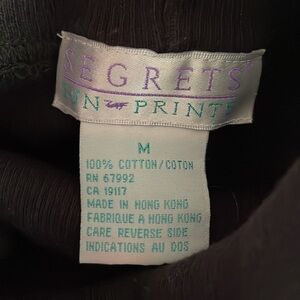 EGRETS
PRINT
M
100% COTTON/COTON
RN 67992
CA 19117
MADE IN HONG KONG
FABRIQUE A HONG KONG
CARE REVERSE SIDE
INDICATIONS AU DOS